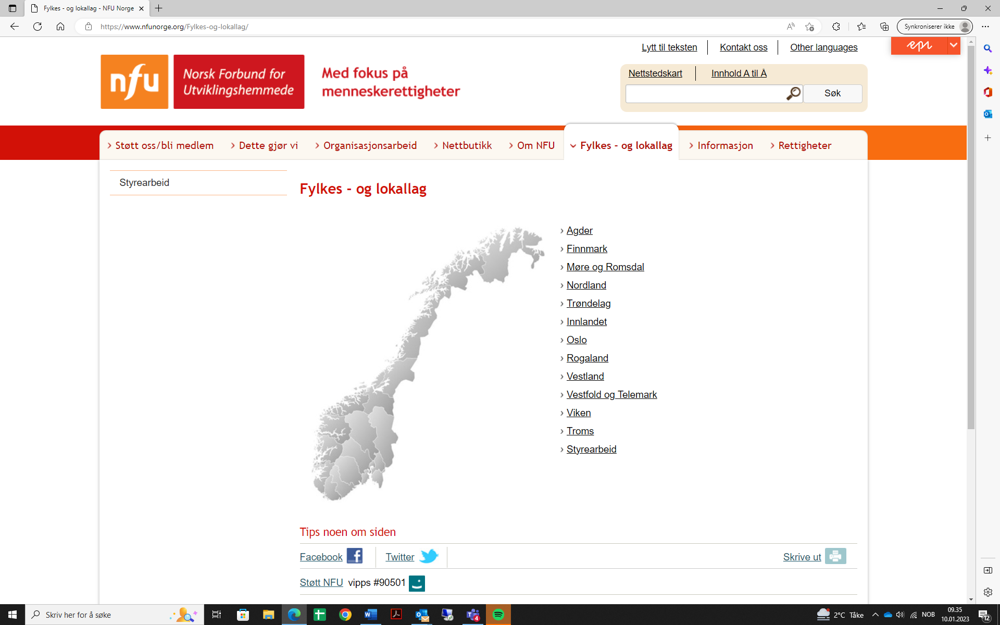 Fylkes - og lokallag - NFU Norge
https://www.nfunorge.org/Fylkes-og-lokallag/
Synkroniserer ikke
Lytt til teksten
Kontakt oss
Other languages
epi
nfu
Norsk Forbund for
Utviklingshemmede
Med fokus på
menneskerettigheter
Nettstedskart
Innhold A til Å
Søk
Støtt oss/bli medlem
Dette gjør vi
Organisasjonsarbeid
Nettbutikk
Om NFU
Fylkes - og lokallag
Informasjon
Rettigheter
Styrearbeid
Fylkes - og lokallag
Agder
Finnmark
Møre og Romsdal
Nordland
Trøndelag
Innlandet
Oslo
Rogaland
Vestland
Vestfold og Telemark
Viken
Troms
Styrearbeid
Tips noen om siden
Facebook
Twitter
Skrive ut
Støtt NFU vipps #90501
Skriv her for å søke
4
2°C Tåke
NOB
09.35
10.01.2023
12